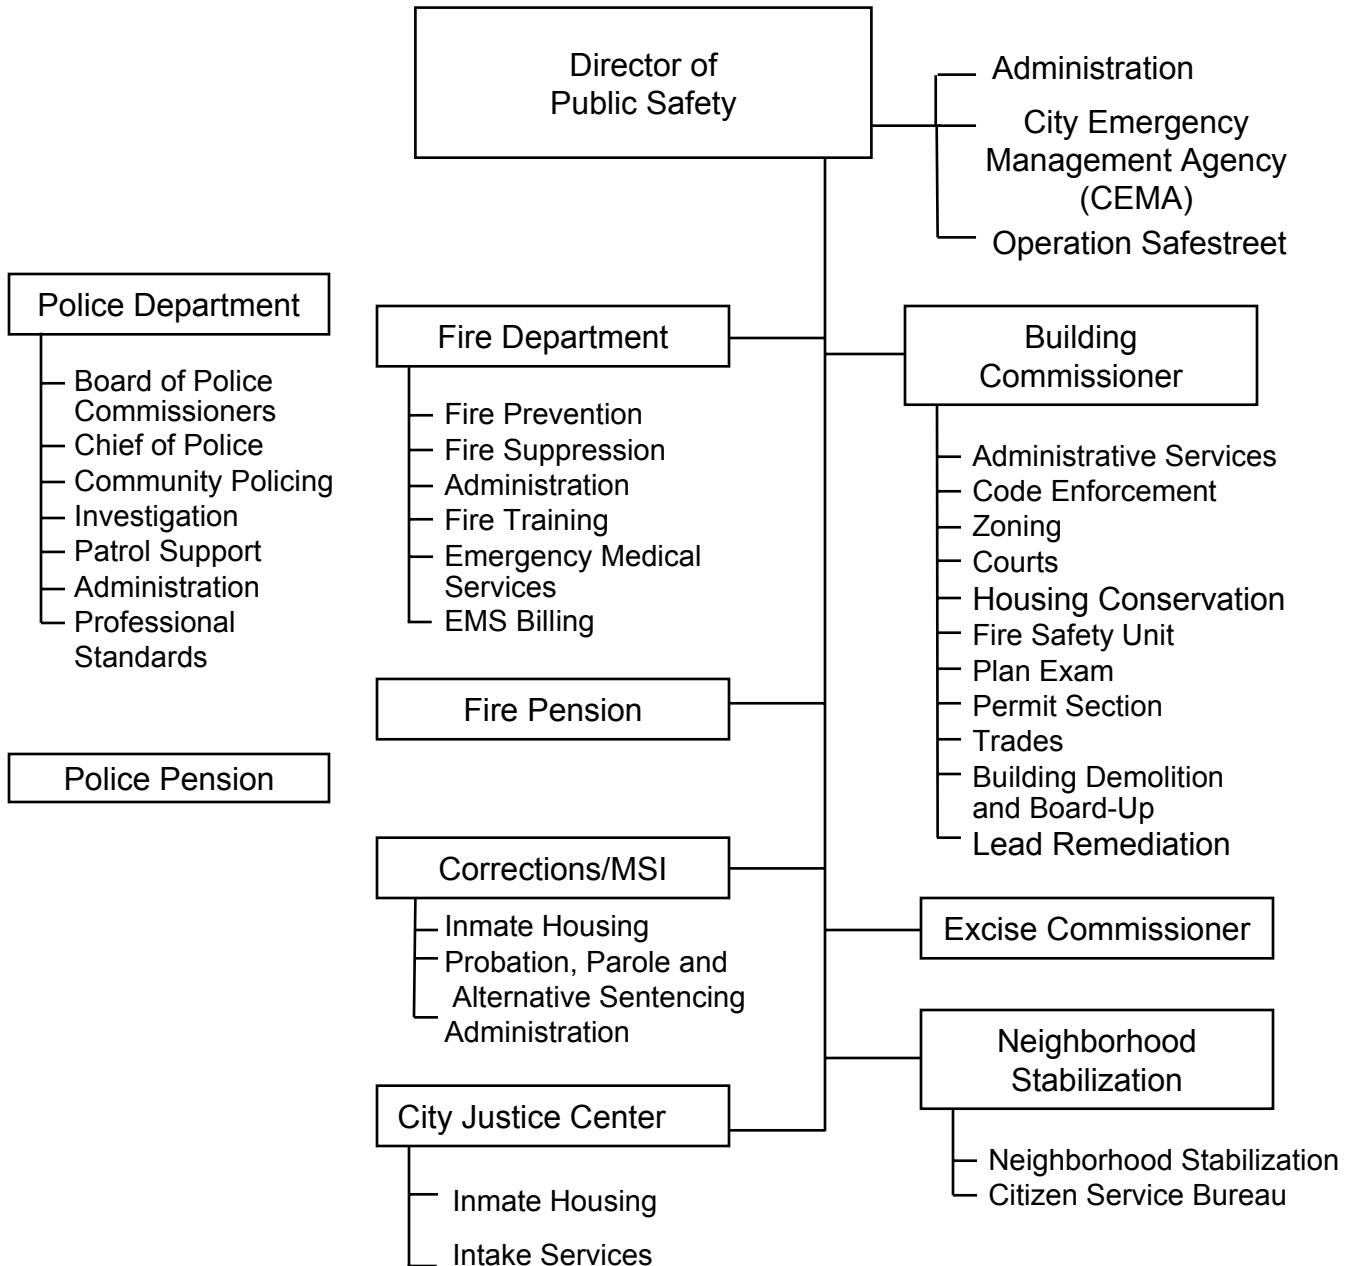 Director of
Public Safety
Administration
City Emergency
Management Agency
(CEMA)
Operation Safestreet
Police Department
Board of Police
Commissioners
Chief of Police
Community Policing
Investigation
Patrol Support
Administration
Professional
Standards
Police Pension
Fire Department
Fire Prevention
Fire Suppression
Administration
Fire Training
Emergency Medical
Services
EMS Billing
Fire Pension
Corrections/MSI
Inmate Housing
Probation, Parole and
Alternative Sentencing
Administration
City Justice Center
Inmate Housing
Intake Services
Building
Commissioner
Administrative Services
Code Enforcement
Zoning
Courts
Housing Conservation
Fire Safety Unit
Plan Exam
Permit Section
Trades
Building Demolition
and Board-Up
Lead Remediation
Excise Commissioner
Neighborhood
Stabilization
Neighborhood Stabilization
Citizen Service Bureau